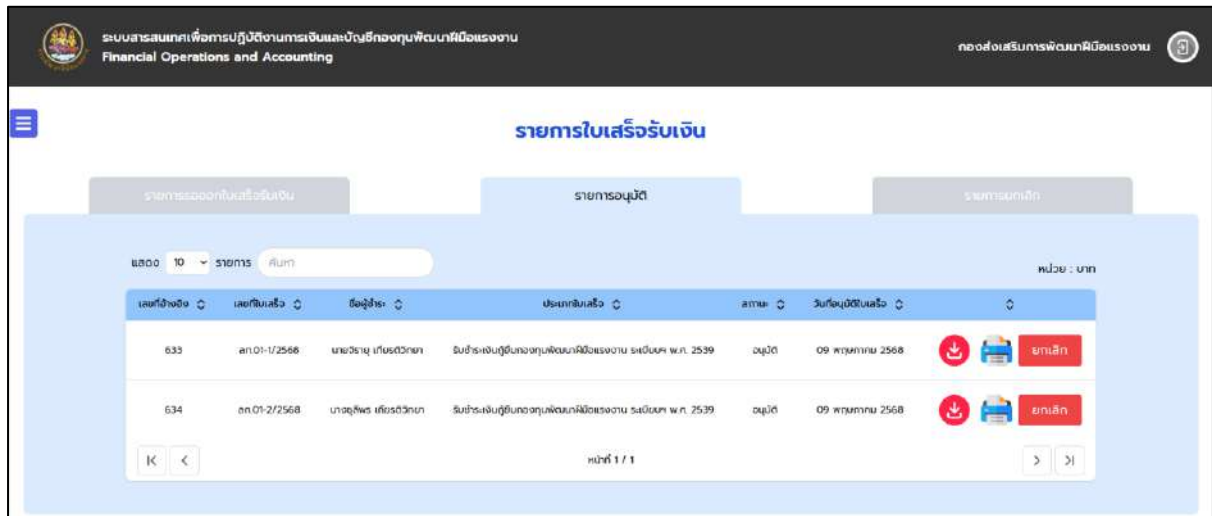 ระบบสารสนเทศเพื่อการปฏิบัติงานการเงินและบัญชีกองทุนพัฒนาฝีมือแรงงาน
Financial Operations and Accounting
กองส่งเสริมการพัฒนาฝีมือแรงงาน
รายการใบเสร็จรับเงิน
รายการรอออกใบเสร็จรับเงิน รายการอนุมัติ รายการยกเลิก
แสดง 10 รายการ ค้นหา
หน่วย : บาท
เลขที่อ้างอิง เลขที่ใบเสร็จ ชื่อผู้ชำระ ประเภทใบเสร็จ สถานะ วันที่อนุมัติใบเสร็จ
633 ลก.01-1/2568 นายวิรายุ เกียรติวิทยา รับชำระเงินกู้ยืมกองทุนพัฒนาฝีมือแรงงาน ระเบียบฯ พ.ศ. 2539 อนุมัติ 09 พฤษภาคม 2568 ยกเลิก
634 ลก.01-2/2568 เกียรติวิทยา รับชำระเงินกู้ยืมกองทุนพัฒนาฝีมือแรงงาน ระเบียบฯ พ.ศ. 2539 อนุมัติ 09 พฤษภาคม 2568 ยกเลิก
หน้าที่ 1 / 1